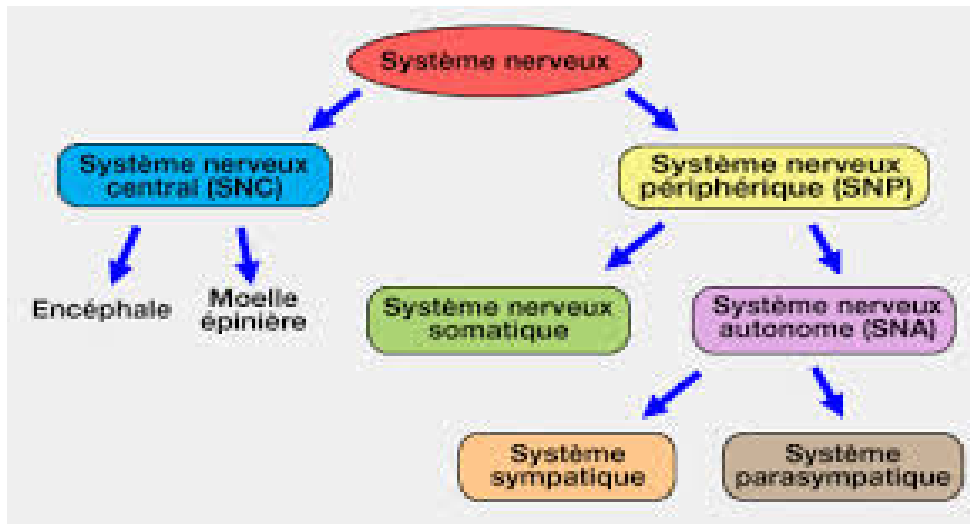 Système nerveux
Système nerveux
central (SNC)
Système nerveux
périphérique (SNP)
Encéphale
Moelle
épinière
Système nerveux
somatique
Système nerveux
autonome (SNA)
Système
sympatique
Système
parasympatique